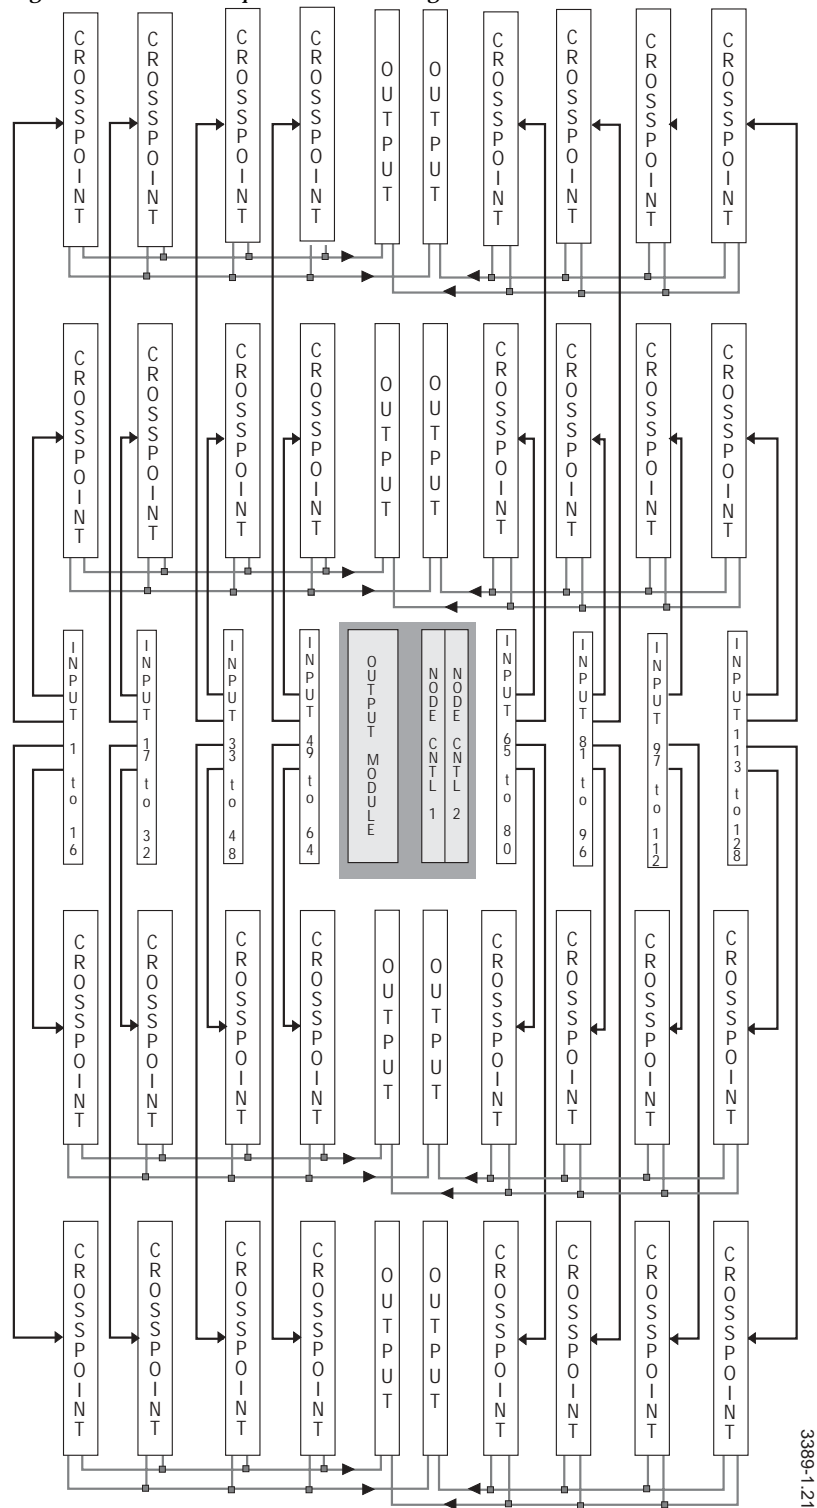 CROSSPOINT CROSSPOINT CROSSPOINT CROSSPOINT OUTPUT OUTPUT CROSSPOINT CROSSPOINT CROSSPOINT CROSSPOINT
CROSSPOINT CROSSPOINT CROSSPOINT CROSSPOINT OUTPUT OUTPUT CROSSPOINT CROSSPOINT CROSSPOINT CROSSPOINT
INPUT 1 to 16
INPUT 17 to 32
INPUT 33 to 48
INPUT 49 to 64
OUTPUT MODULE
NODE CNTL 1
NODE CNTL 2
INPUT 65 to 80
INPUT 81 to 96
INPUT 97 to 112
INPUT 113 to 128
CROSSPOINT CROSSPOINT CROSSPOINT CROSSPOINT OUTPUT OUTPUT CROSSPOINT CROSSPOINT CROSSPOINT CROSSPOINT
CROSSPOINT CROSSPOINT CROSSPOINT CROSSPOINT OUTPUT OUTPUT CROSSPOINT CROSSPOINT CROSSPOINT CROSSPOINT
3389-1.21